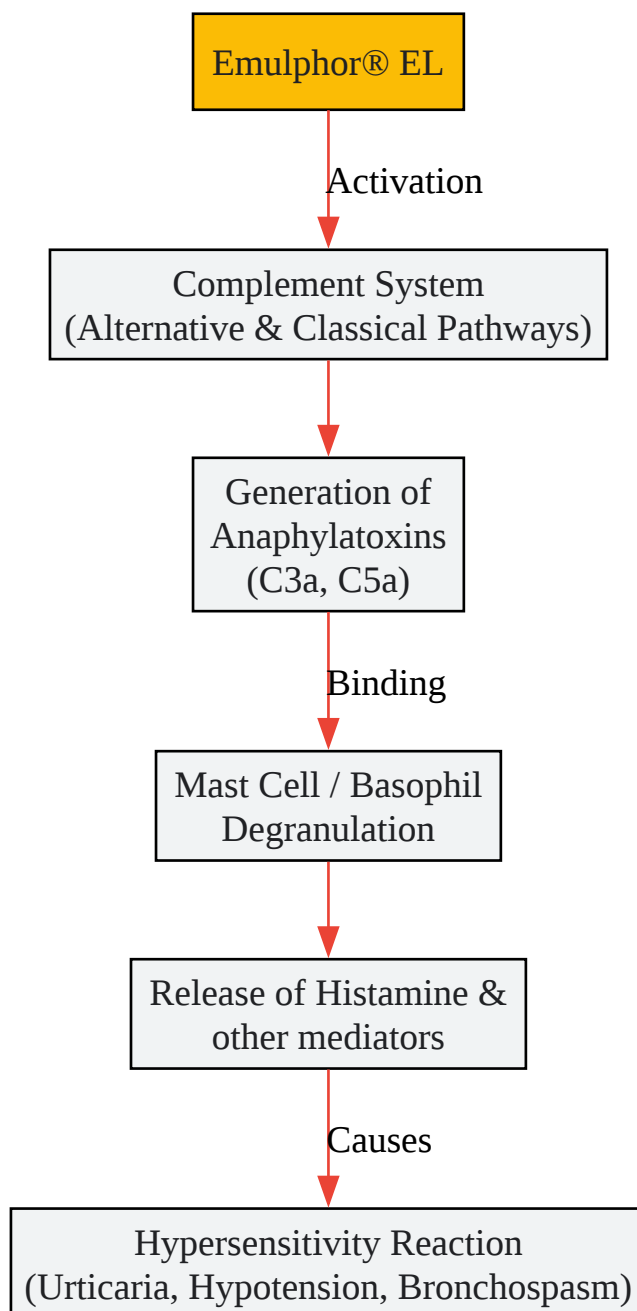 Emulphor® EL
Activation
Complement System
(Alternative & Classical Pathways)
Generation of
Anaphylatoxins
(C3a, C5a)
Binding
Mast Cell / Basophil
Degranulation
Release of Histamine &
other mediators
Causes
Hypersensitivity Reaction
(Urticaria, Hypotension, Bronchospasm)